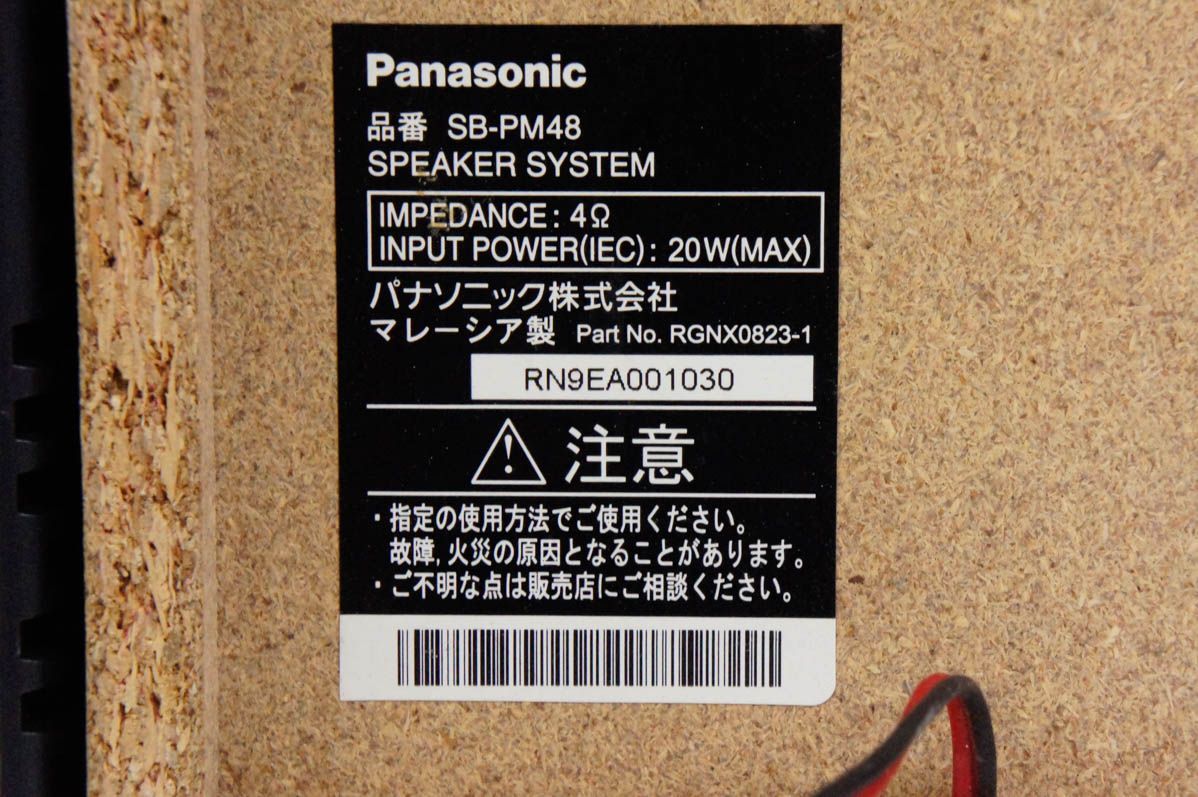 Panasonic
品番 SB-PM48
SPEAKER SYSTEM
IMPEDANCE : 4Ω
INPUT POWER(IEC) : 20W(MAX)
パナソニック株式会社
マレーシア製 Part No. RGNX0823-1
RN9EA001030
注意
・指定の使用方法でご使用ください。
故障,火災の原因となることがあります。
・ご不明な点は販売店にご相談ください。